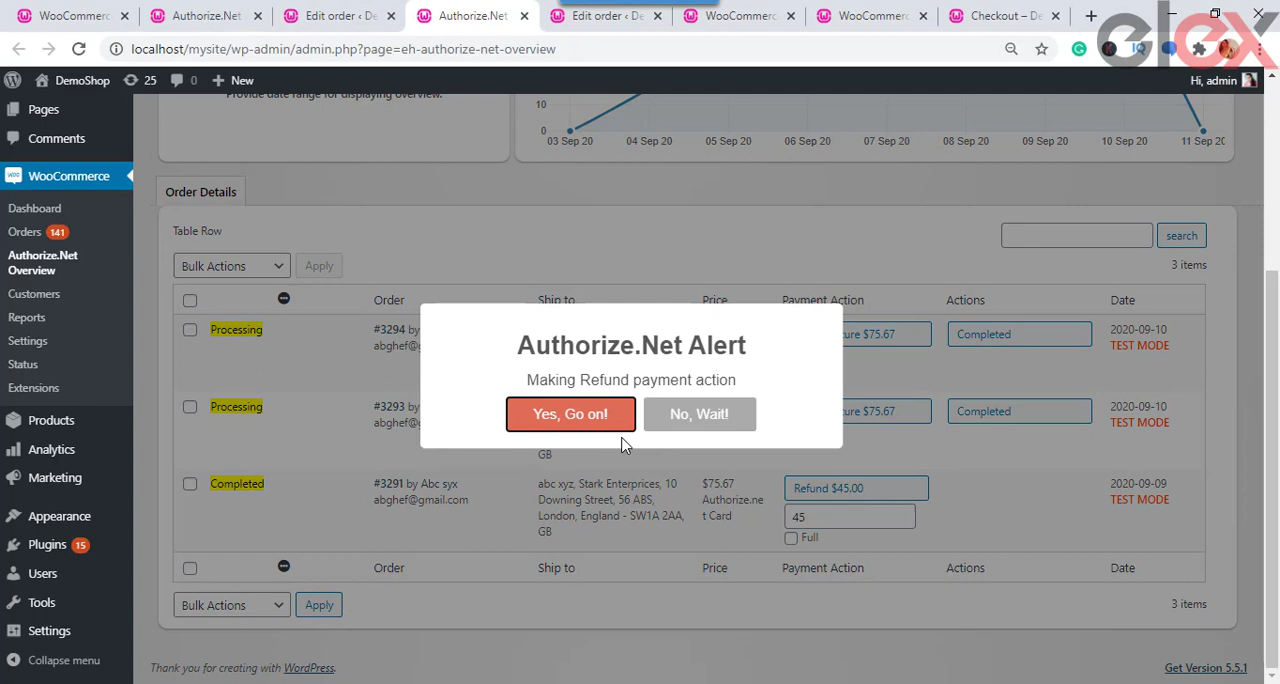 WooCommerc
Authorize.Net
Edit order ‹ De
Authorize.Net
Edit order ‹ De
WooCommerc
WooCommerc
Checkout – De
elex
localhost/mysite/wp-admin/admin.php?page=eh-authorize-net-overview
DemoShop
25
0
New
Hi, admin
Pages
Comments
WooCommerce
Dashboard
Orders 141
Authorize.Net
Overview
Customers
Reports
Settings
Status
Extensions
Products
Analytics
Marketing
Appearance
Plugins 15
Users
Tools
Settings
Collapse menu
Provide date range for displaying overview.
10
0
03 Sep 20
04 Sep 20
05 Sep 20
06 Sep 20
07 Sep 20
08 Sep 20
09 Sep 20
10 Sep 20
11 Sep 20
Order Details
Table Row
search
Bulk Actions
Apply
3 items
Order
Ship to
Price
Payment Action
Actions
Date
Processing
#3294 by
abghef@g
ure $75.67
Completed
2020-09-10
TEST MODE
Authorize.Net Alert
Making Refund payment action
Yes, Go on!
No, Wait!
Processing
#3293 by
abghef@g
GB
ure $75.67
Completed
2020-09-10
TEST MODE
Completed
#3291 by Abc syx
abghef@gmail.com
abc xyz, Stark Enterprices, 10
Downing Street, 56 ABS,
London, England - SW1A 2AA,
GB
$75.67
Authorize.ne
t Card
Refund $45.00
45
Full
2020-09-09
TEST MODE
Order
Ship to
Price
Payment Action
Actions
Date
Bulk Actions
Apply
3 items
Thank you for creating with WordPress.
Get Version 5.5.1